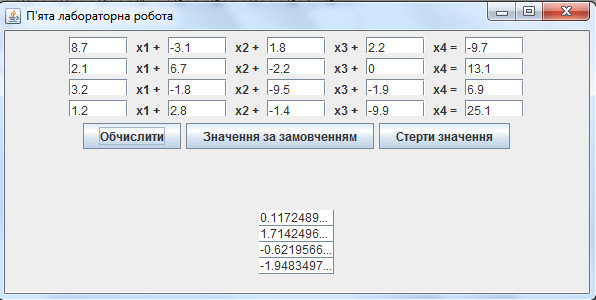 П'ята лабораторна робота
8.7 x1 + -3.1 x2 + 1.8 x3 + 2.2 x4 = -9.7
2.1 x1 + 6.7 x2 + -2.2 x3 + 0 x4 = 13.1
3.2 x1 + -1.8 x2 + -9.5 x3 + -1.9 x4 = 6.9
1.2 x1 + 2.8 x2 + -1.4 x3 + -9.9 x4 = 25.1
Обчислити Значення за замовченням Стерти значення
0.1172489...
1.7142496...
-0.6219566...
-1.9483497...